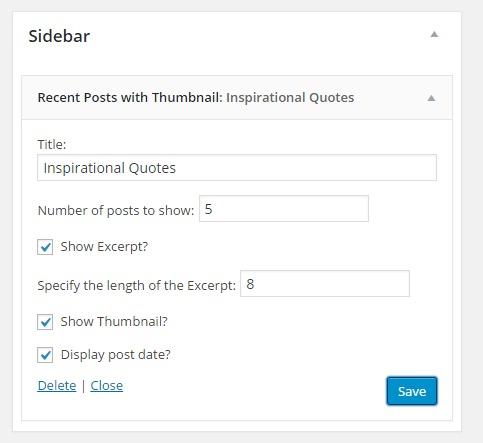 Sidebar
Recent Posts with Thumbnail: Inspirational Quotes
Title:
Inspirational Quotes
Number of posts to show: 5
Show Excerpt?
Specify the length of the Excerpt: 8
Show Thumbnail?
Display post date?
Delete | Close
Save